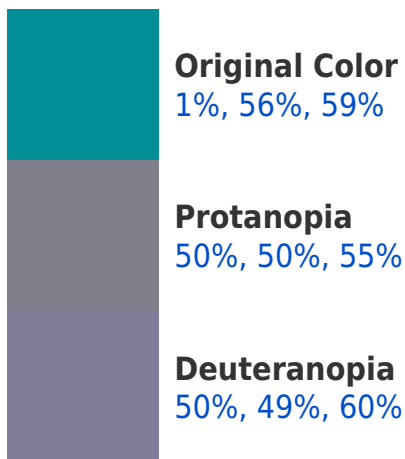 Original Color
1%, 56%, 59%
Protanopia
50%, 50%, 55%
Deuteranopia
50%, 49%, 60%